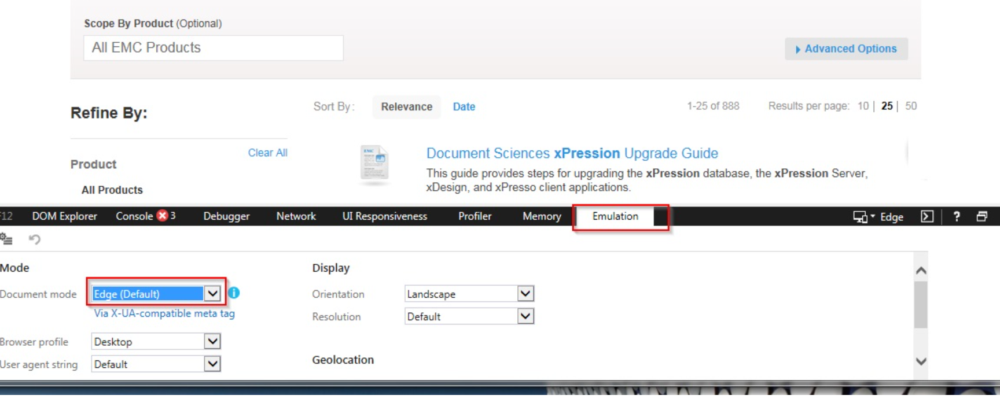 Scope By Product (Optional)
All EMC Products
Advanced Options
Refine By:
Sort By: Relevance Date 1-25 of 888 Results per page: 10 | 25 | 50
Clear All
Product
All Products
EMC
Document Sciences xPression Upgrade Guide
This guide provides steps for upgrading the xPression database, the xPression Server,
xDesign, and xPresso client applications.
F12 DOM Explorer Console 3 Debugger Network UI Responsiveness Profiler Memory Emulation Edge ?
Mode
Document mode Edge (Default)
Via X-UA-compatible meta tag
Browser profile Desktop
User agent string Default
Display
Orientation Landscape
Resolution Default
Geolocation